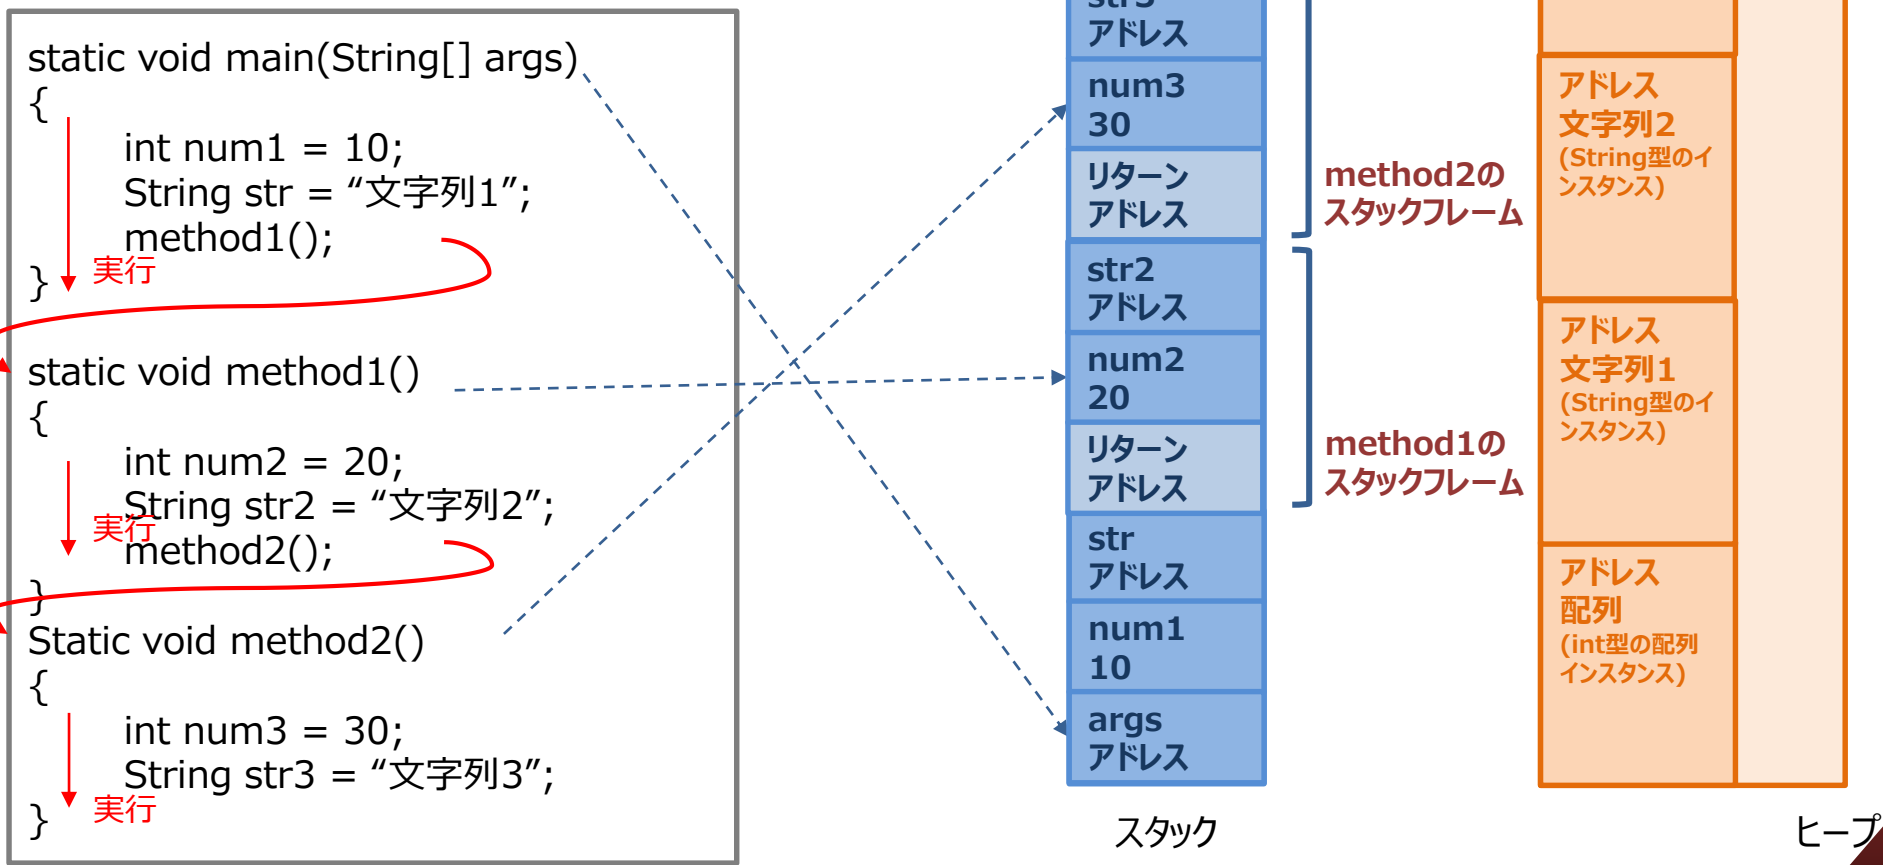 static void main(String[] args)
{
int num1 = 10;
String str = “文字列1”;
method1();
}
実行
static void method1()
{
int num2 = 20;
String str2 = “文字列2”;
method2();
}
実行
Static void method2()
{
int num3 = 30;
String str3 = “文字列3”;
}
実行
str3
アドレス
num3
30
リターン
アドレス
str2
アドレス
num2
20
リターン
アドレス
str
アドレス
num1
10
args
アドレス
スタック
method2の
スタックフレーム
method1の
スタックフレーム
アドレス
文字列2
(String型のイ
ンスタンス)
アドレス
文字列1
(String型のイ
ンスタンス)
アドレス
配列
(int型の配列
インスタンス)
ヒープ